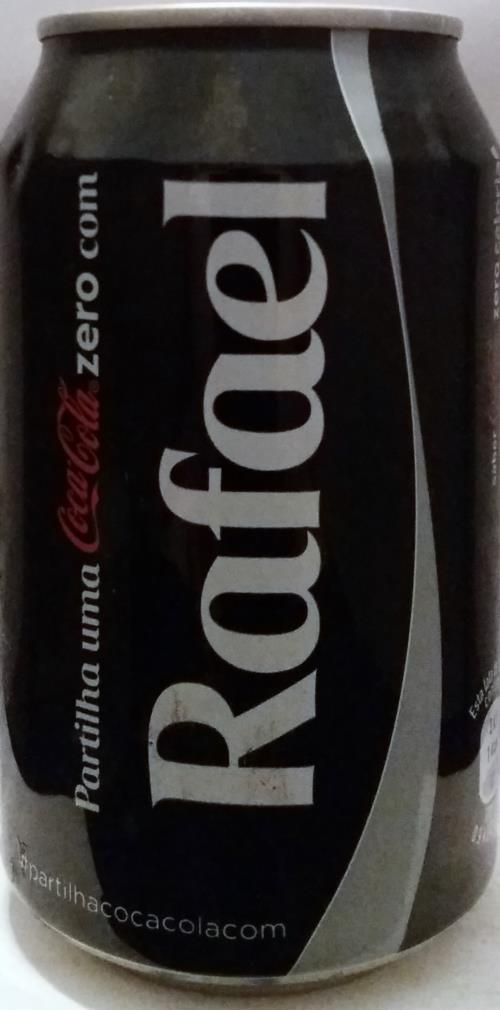 Partilha uma Coca-Cola® zero com
Rafael
#partilhacocacolacom